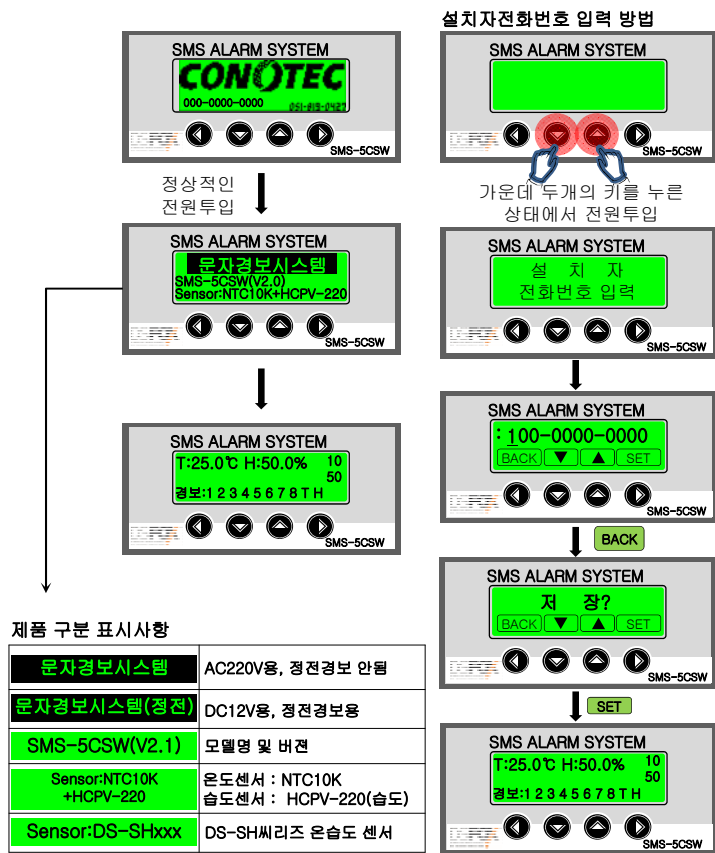 SMS ALARM SYSTEM
CONOTEC
000-0000-0000
051-819-0427
SMS-5CSW
정상적인
전원투입
SMS ALARM SYSTEM
문자경보시스템
SMS-5CSW(V2.0)
Sensor:NTC10K+HCPV-220
SMS-5CSW
SMS ALARM SYSTEM
T:25.0℃ H:50.0% 10
50
경보:1 2 3 4 5 6 7 8 T H
SMS-5CSW
제품 구분 표시사항
문자경보시스템 AC220V용, 정전경보 안됨
문자경보시스템(정전) DC12V용, 정전경보용
SMS-5CSW(V2.1) 모델명 및 버젼
Sensor:NTC10K
+HCPV-220
온도센서 : NTC10K
습도센서 : HCPV-220(습도)
Sensor:DS-SHxxx DS-SH씨리즈 온습도 센서
설치자전화번호 입력 방법
SMS ALARM SYSTEM
SMS-5CSW
가운데 두개의 키를 누른
상태에서 전원투입
SMS ALARM SYSTEM
설 치 자
전화번호 입력
SMS-5CSW
SMS ALARM SYSTEM
: 100-0000-0000
BACK ▼ ▲ SET
SMS-5CSW
BACK
SMS ALARM SYSTEM
저 장?
BACK ▼ ▲ SET
SMS-5CSW
SET
SMS ALARM SYSTEM
T:25.0℃ H:50.0% 10
50
경보:1 2 3 4 5 6 7 8 T H
SMS-5CSW